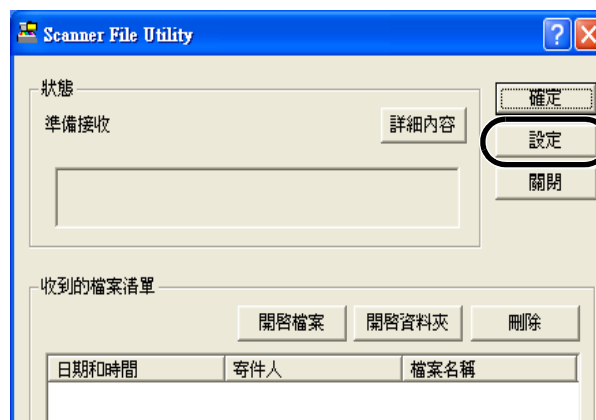 Scanner File Utility
狀態
準備接收
詳細內容
確定
設定
關閉
收到的檔案清單
開啓檔案 開啓資料夾 刪除
日期和時間 寄件人 檔案名稱